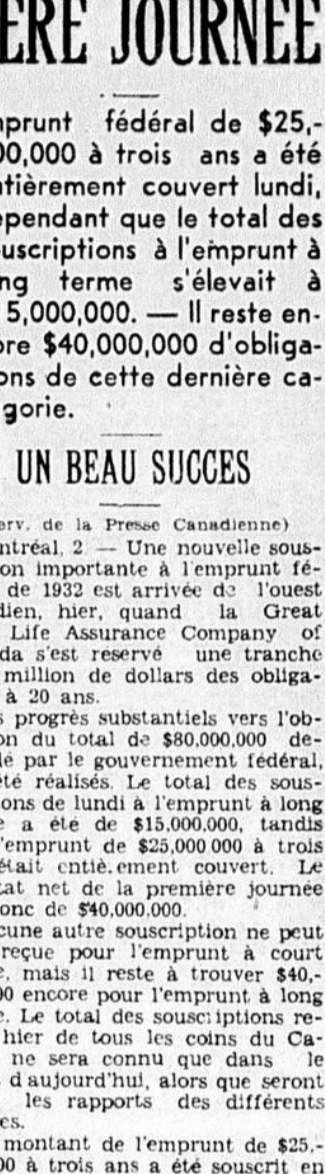 ÈRE JOURNÉE
mprunt fédéral de $25,-
00,000 à trois ans a été
ntièrement couvert lundi,
ependant que le total des
ouscriptions à l'emprunt à
ng terme s'élevait à
5,000,000. — Il reste en-
ore $40,000,000 d'obliga-
ons de cette dernière ca-
gorie.
UN BEAU SUCCES
erv. de la Presse Canadienne)
ntréal, 2 — Une nouvelle sous-
on importante à l'emprunt fé-
de 1932 est arrivée de l'ouest
dien, hier, quand la Great
Life Assurance Company of
da s'est réservé une tranche
million de dollars des obliga-
à 20 ans.
s progrès substantiels vers l'ob-
on du total de $80,000,000 de-
dé par le gouvernement fédéral,
été réalisés. Le total des sous-
ons de lundi à l'emprunt à long
e a été de $15,000,000, tandis
'emprunt de $25,000 000 à trois
était entiè.ement couvert. Le
tat net de la première journée
onc de $40,000,000.
cune autre souscription ne peut
reçue pour l'emprunt à court
e, mais il reste à trouver $40,-
00 encore pour l'emprunt à long
e. Le total des souscriptions re-
hier de tous les coins du Ca-
ne sera connu que dans le
s d'aujourd'hui, alors que seront
les rapports des différents
es.
montant de l'emprunt de $25,-
00 à trois ans a été souscrit en